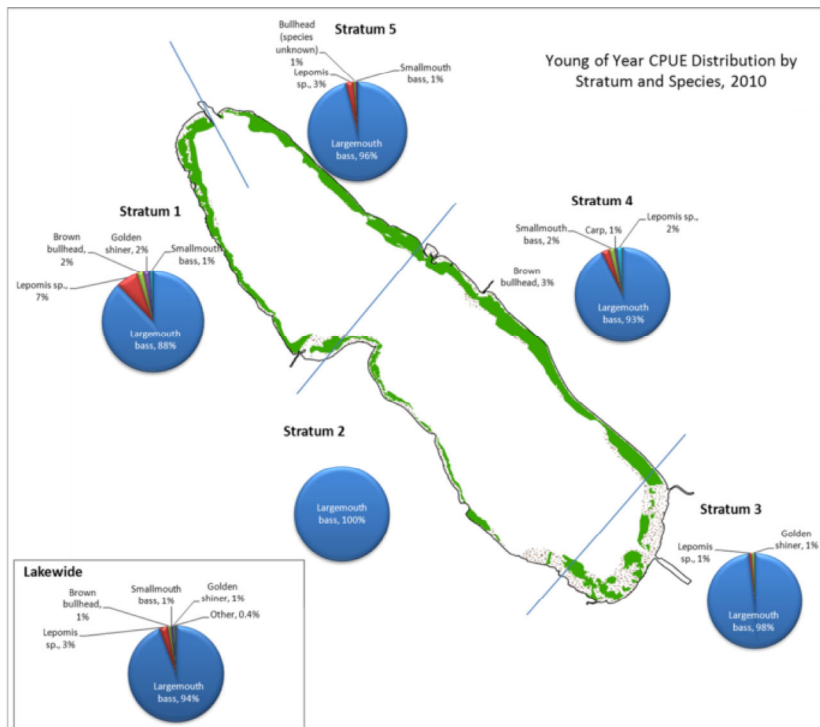 Young of Year CPUE Distribution by
Stratum and Species, 2010
Stratum 5
Bullhead
(species
unknown)
1%
Lepomis
sp., 3%
Smallmouth
bass, 1%
Largemouth
bass, 96%
Stratum 1
Brown
bullhead,
2%
Golden
shiner, 2%
Smallmouth
bass, 1%
Lepomis sp.,
7%
Largemouth
bass, 88%
Stratum 4
Smallmouth
bass, 2%
Carp, 1%
Lepomis sp.,
2%
Brown
bullhead, 3%
Largemouth
bass, 93%
Stratum 2
Largemouth
bass, 100%
Stratum 3
Lepomis
sp., 1%
Golden
shiner, 1%
Largemouth
bass, 98%
Lakewide
Brown
bullhead,
1%
Smallmouth
bass, 1%
Golden
shiner, 1%
Other, 0.4%
Lepomis
sp., 3%
Largemouth
bass, 94%